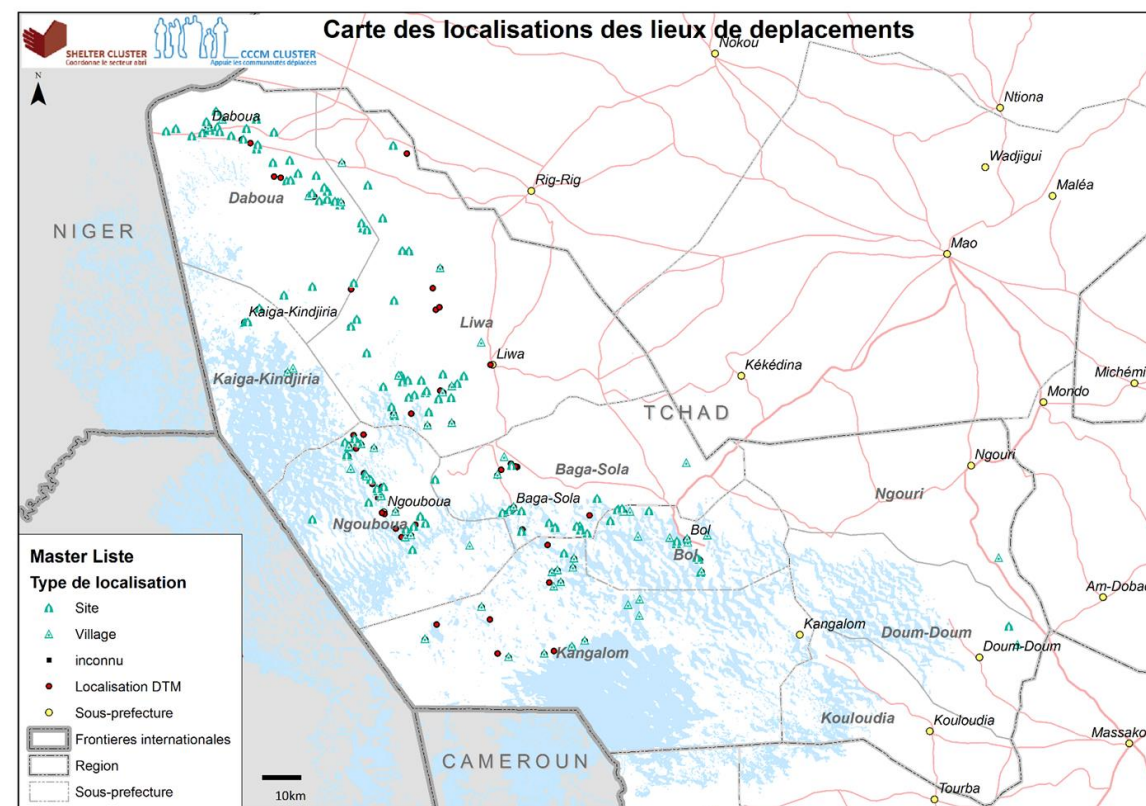 Carte des localisations des lieux de deplacements
SHELTER CLUSTER
Coordonne le secteur abri
CCCM CLUSTER
Appuie les communautés déplacées
N
Nokou
Ntiona
Daboua
Wadjigui
Rig-Rig
Maléa
Daboua
NIGER
Mao
Kaiga-Kindjiria
Liwa
Liwa
Kaiga-Kindjiria
Kékédina
Michémi
TCHAD
Mondo
Baga-Sola
Ngouri
Ngouri
Ngouboua
Baga-Sola
Ngouboua
Bol
Bol
Am-Dobac
Kangalom
Doum-Doum
Kangalom
Doum-Doum
Kouloudia
Kouloudia
Massako
CAMEROUN
Tourba
Master Liste
Type de localisation
Site
Village
inconnu
Localisation DTM
Sous-prefecture
Frontieres internationales
Region
Sous-prefecture
10km